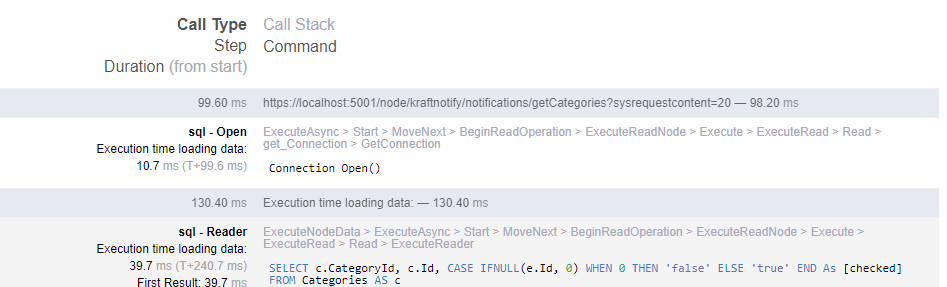 Call Type Call Stack
Step Command
Duration (from start)
99.60 ms https://localhost:5001/node/kraftnotify/notifications/getCategories?sysrequestcontent=20 — 98.20 ms
sql - Open ExecuteAsync > Start > MoveNext > BeginReadOperation > ExecuteReadNode > Execute > ExecuteRead > Read >
Execution time loading data: get_Connection > GetConnection
10.7 ms (T+99.6 ms) Connection Open()
130.40 ms Execution time loading data: — 130.40 ms
sql - Reader ExecuteNodeData > ExecuteAsync > Start > MoveNext > BeginReadOperation > ExecuteReadNode > Execute >
Execution time loading data: ExecuteRead > Read > ExecuteReader
39.7 ms (T+240.7 ms) SELECT c.CategoryId, c.Id, CASE IFNULL(e.Id, 0) WHEN 0 THEN 'false' ELSE 'true' END As [checked]
First Result: 39.7 ms FROM Categories AS c